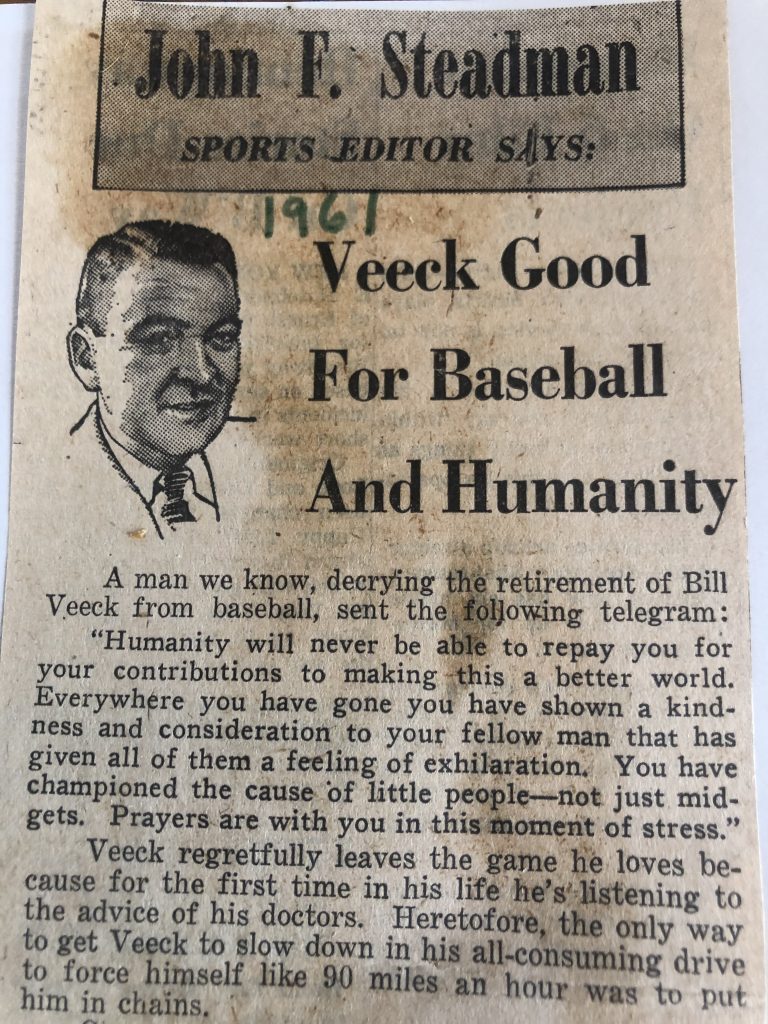 John F. Steadman
SPORTS EDITOR SAYS:
1961
Veeck Good
For Baseball
And Humanity
A man we know, decrying the retirement of Bill
Veeck from baseball, sent the following telegram:
"Humanity will never be able to repay you for
your contributions to making this a better world.
Everywhere you have gone you have shown a kind-
ness and consideration to your fellow man that has
given all of them a feeling of exhilaration. You have
championed the cause of little people—not just mid-
gets. Prayers are with you in this moment of stress."
Veeck regretfully leaves the game he loves be-
cause for the first time in his life he's listening to
the advice of his doctors. Heretofore, the only way
to get Veeck to slow down in his all-consuming drive
to force himself like 90 miles an hour was to put
him in chains.